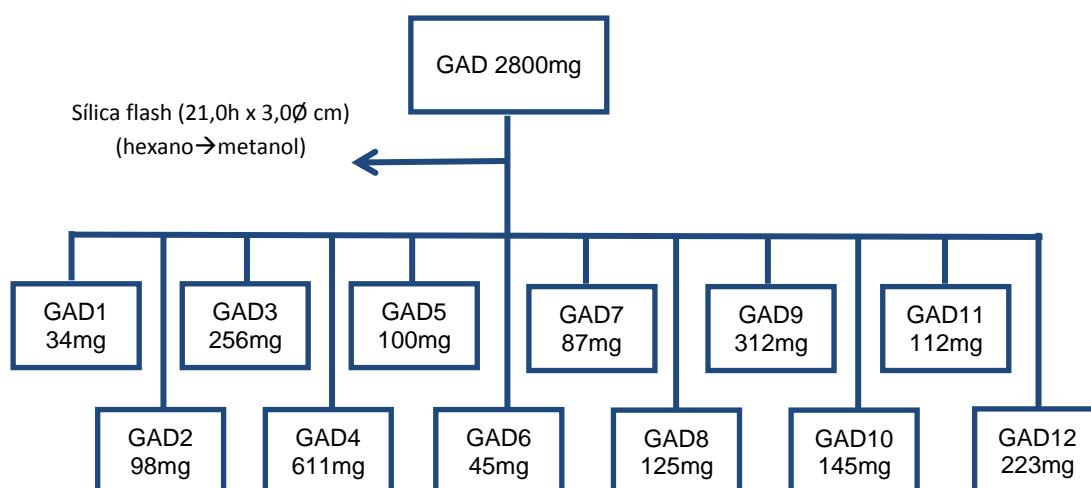 GAD 2800mg
Sílica flash (21,0h x 3,0Ø cm)
(hexano→metanol)
GAD1
34mg
GAD3
256mg
GAD5
100mg
GAD7
87mg
GAD9
312mg
GAD11
112mg
GAD2
98mg
GAD4
611mg
GAD6
45mg
GAD8
125mg
GAD10
145mg
GAD12
223mg